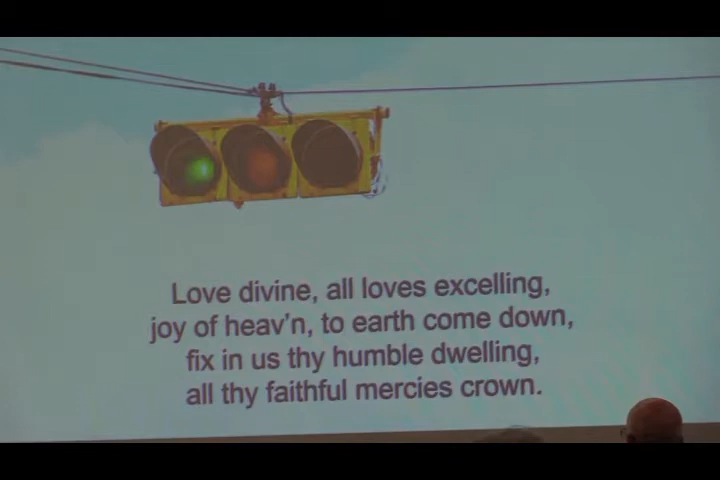 Love divine, all loves excelling,
joy of heav'n, to earth come down,
fix in us thy humble dwelling,
all thy faithful mercies crown.